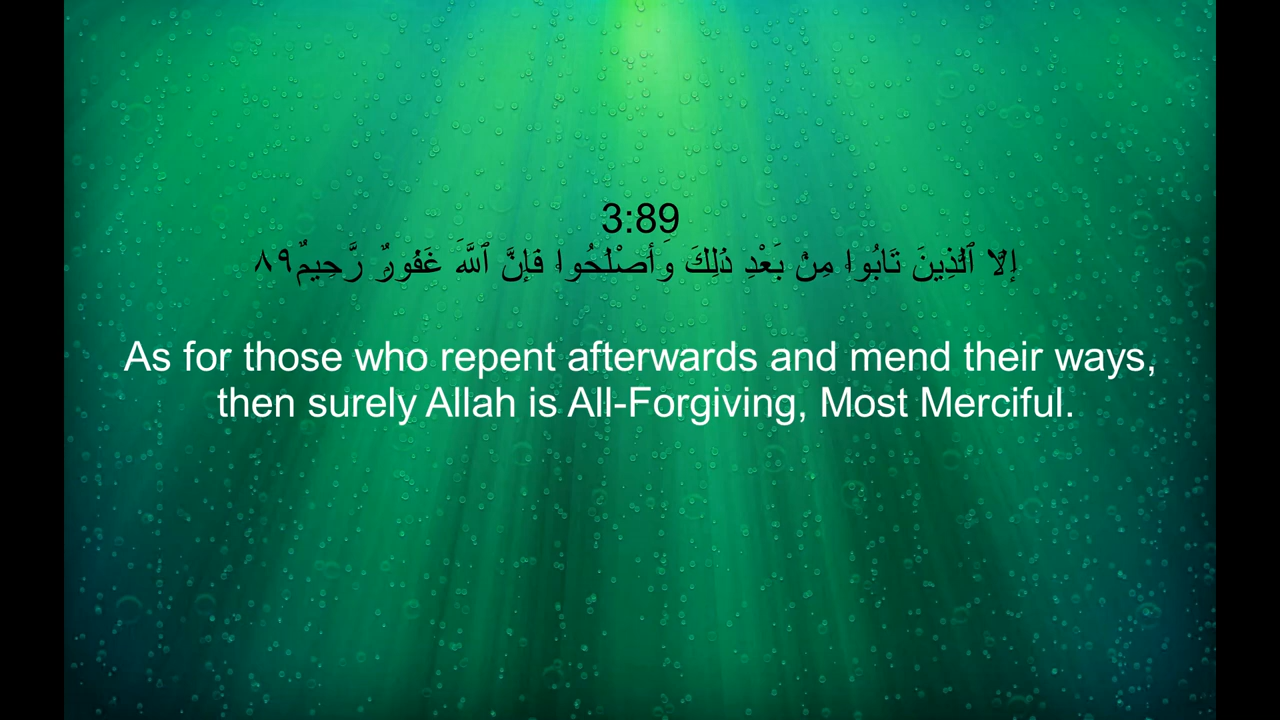 3:89
إِلَّا ٱلَّذِينَ تَابُوا۟ مِنۢ بَعْدِ ذَٰلِكَ وَأَصْلَحُوا۟ فَإِنَّ ٱللَّهَ غَفُورٌۭ رَّحِيمٌ٨٩
As for those who repent afterwards and mend their ways,
then surely Allah is All-Forgiving, Most Merciful.